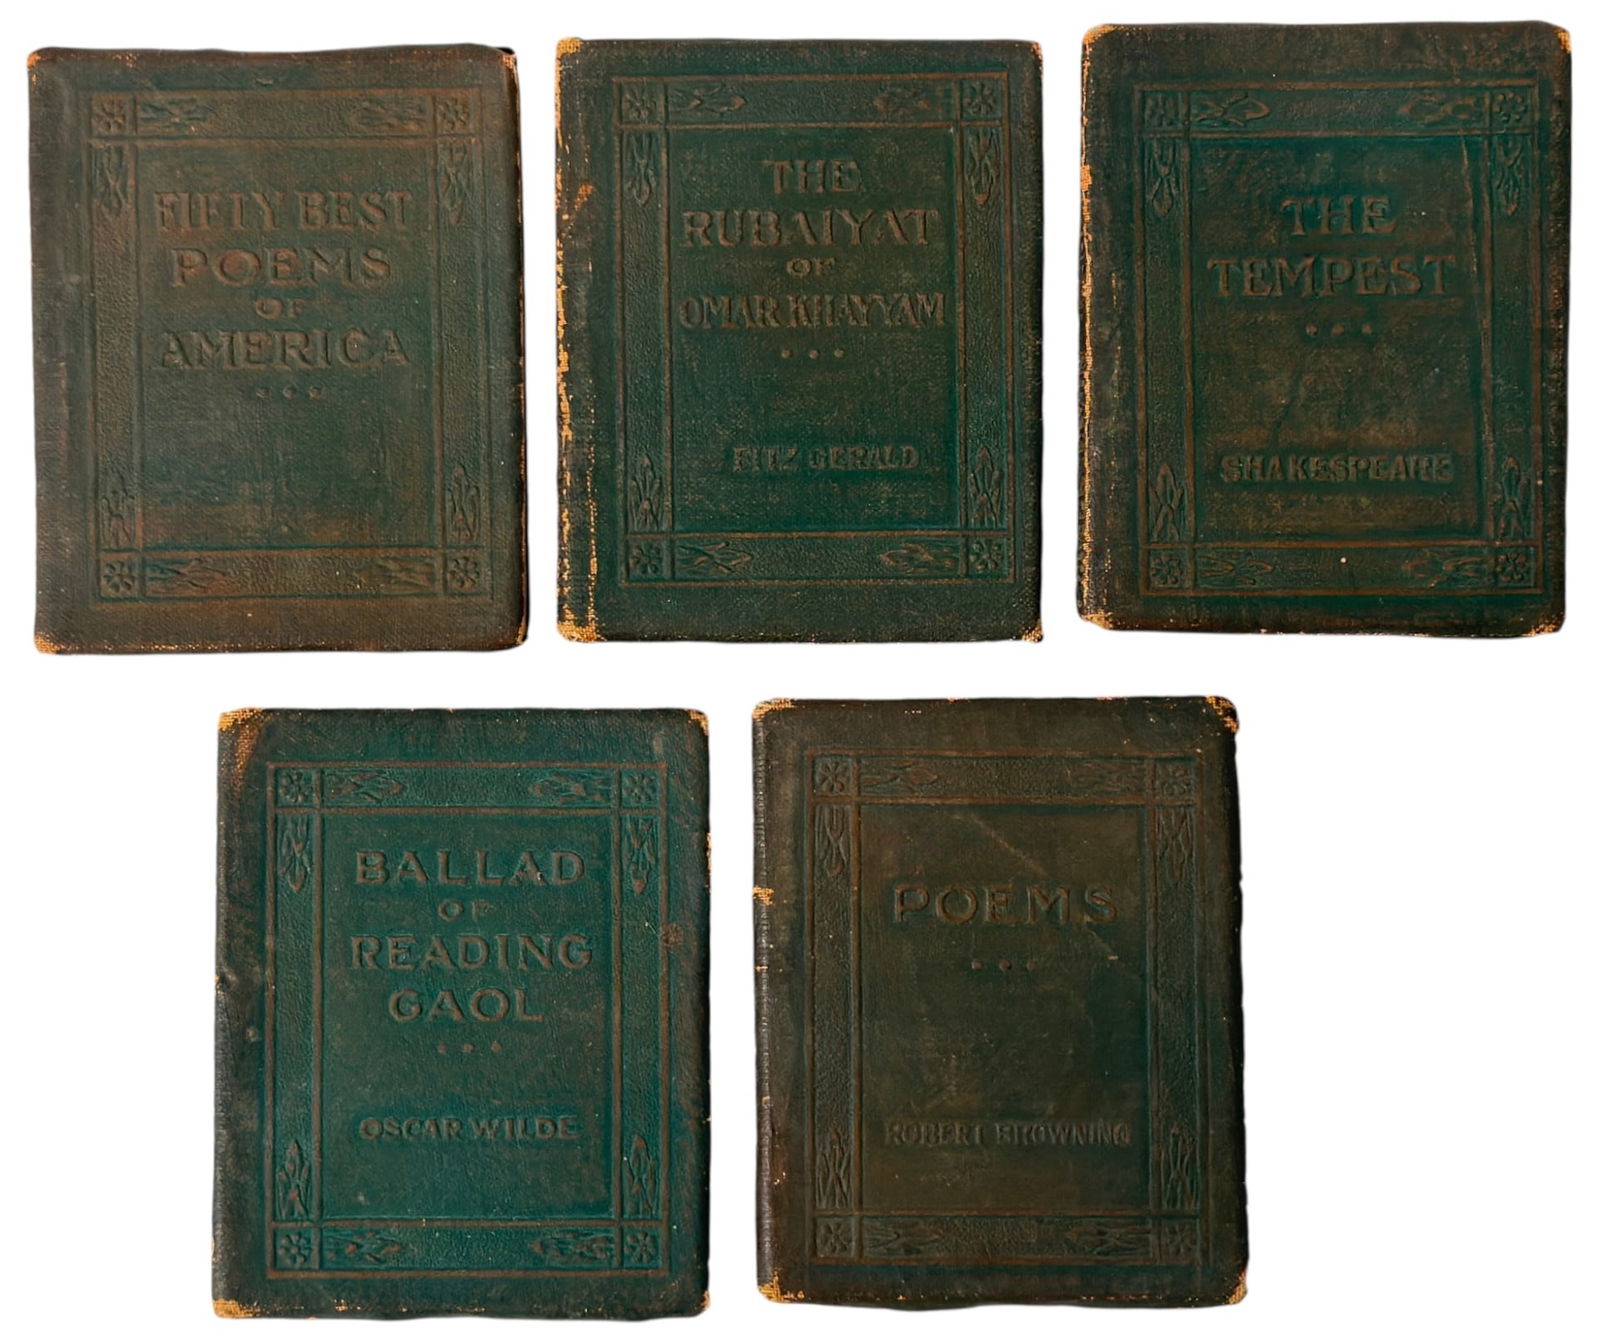 FIFTY BEST
POEMS
OF
AMERICA
THE
RUBAIYAT
OF
OMAR KHAYYAM
FITZ GERALD
THE
TEMPEST
SHAKESPEARE
BALLAD
OF
READING
GAOL
OSCAR WILDE
POEMS
ROBERT BROWNING